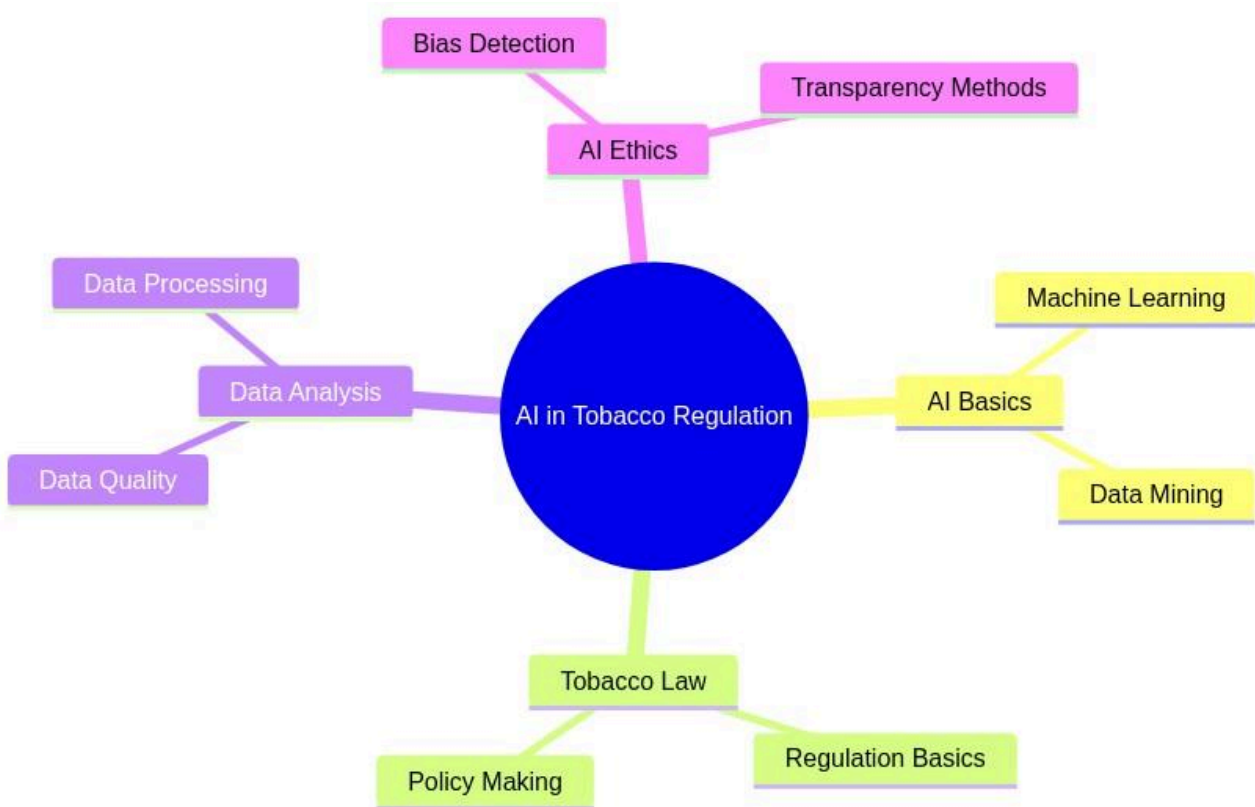 Bias Detection
Transparency Methods
AI Ethics
Data Processing
Machine Learning
Data Analysis
AI in Tobacco Regulation
AI Basics
Data Quality
Data Mining
Tobacco Law
Regulation Basics
Policy Making